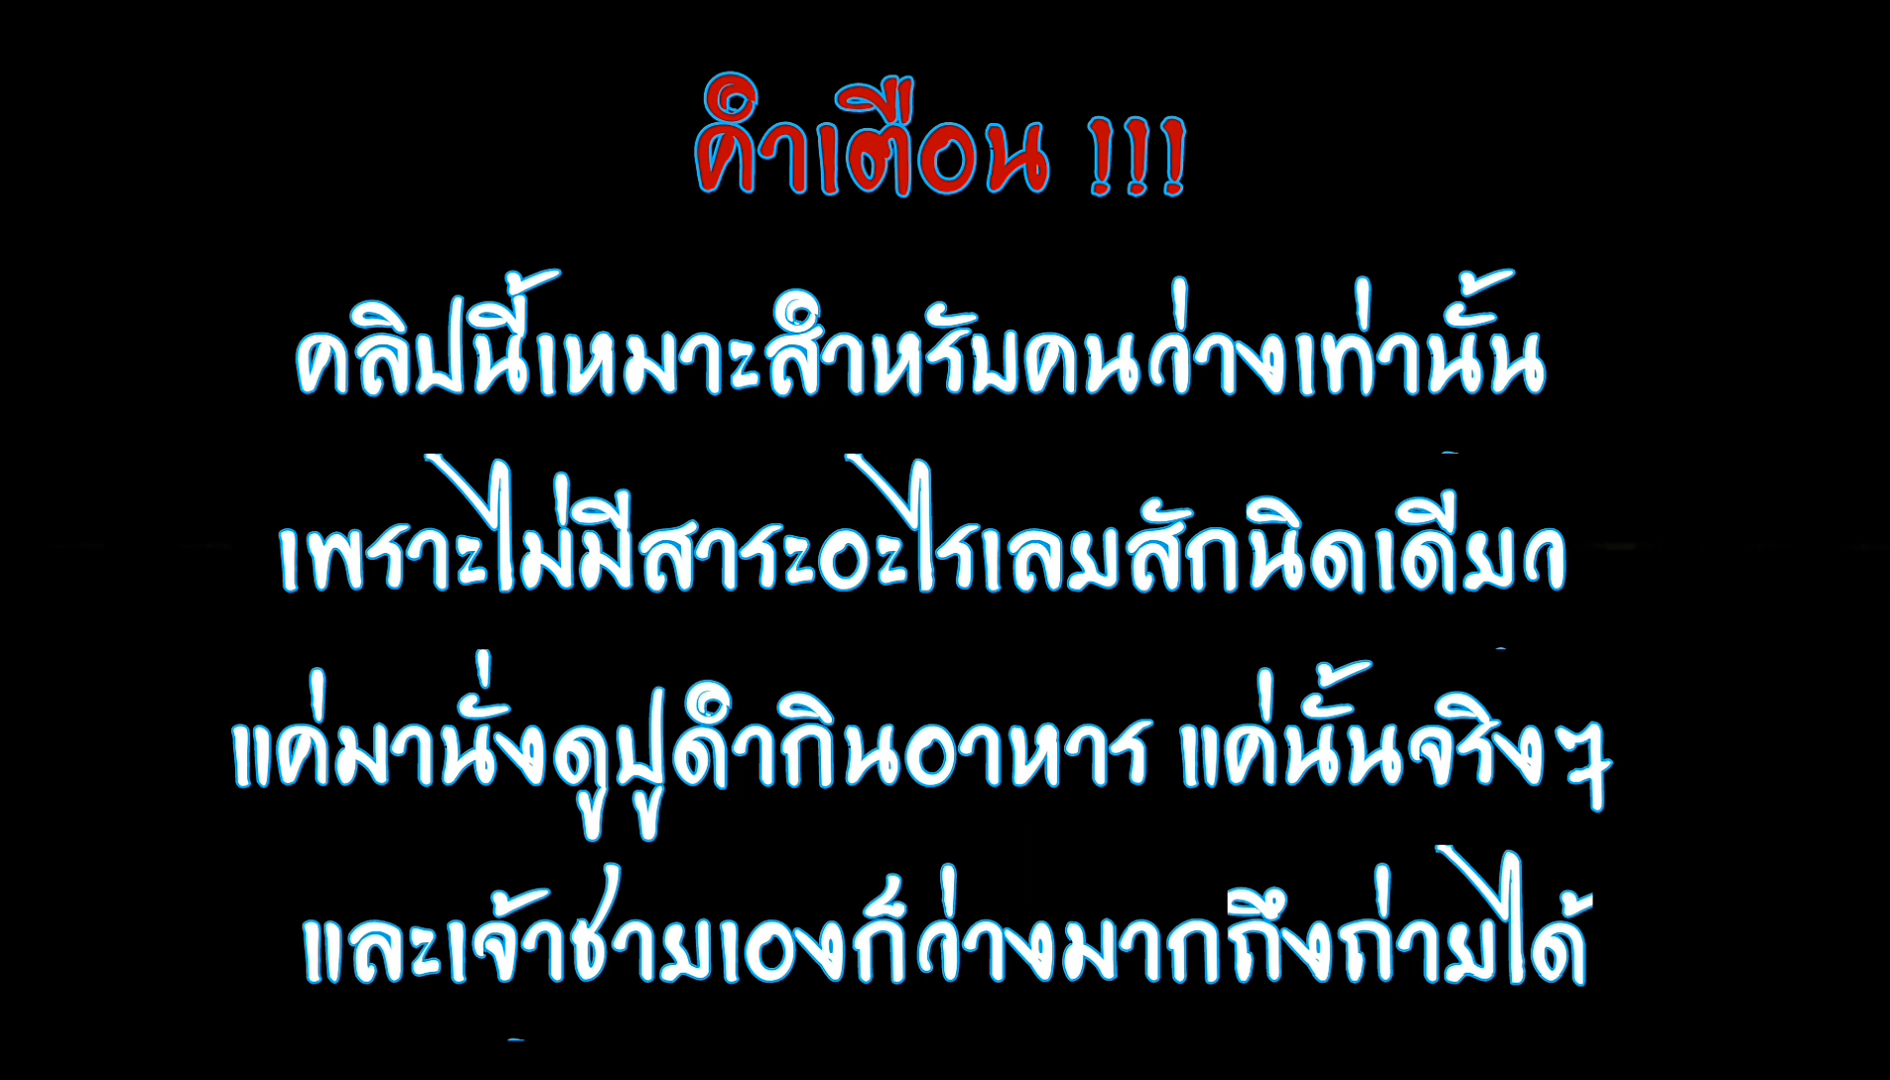 คำเตือน !!!
คลิปนี้เหมาะสำหรับคนว่างเท่านั้น
เพราะไม่มีสาระอะไรเลยสักนิดเดียว
แค่มานั่งดูปูดำกินอาหาร แค่นั้นจริงๆ
และเจ้าชายเองก็ว่างมากถึงถ่ายได้